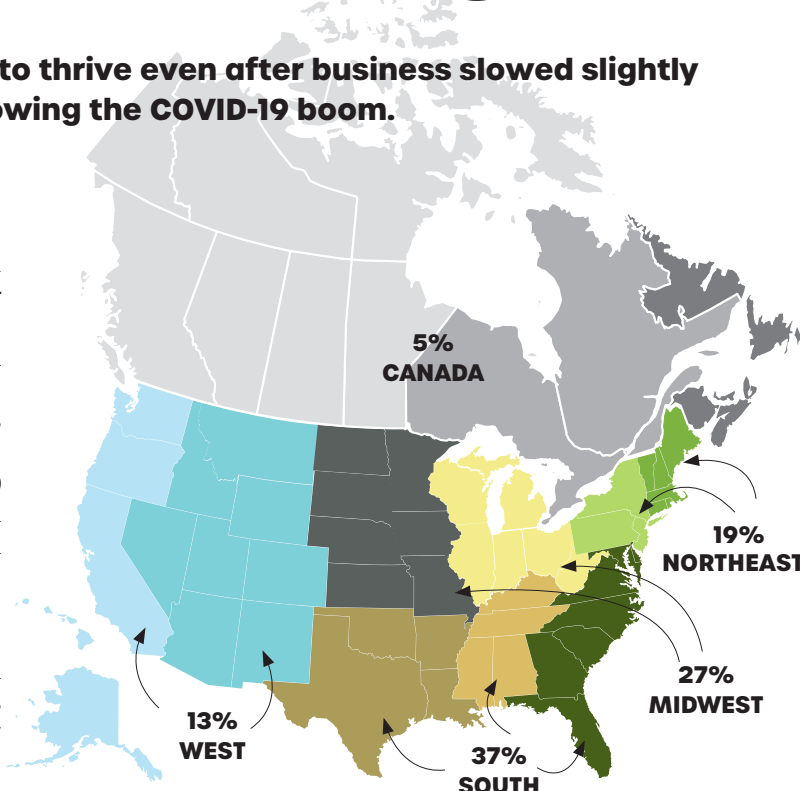 to thrive even after business slowed slightly
owing the COVID-19 boom.
5%
CANADA
19%
NORTHEAST
27%
MIDWEST
13%
WEST
37%
SOUTH